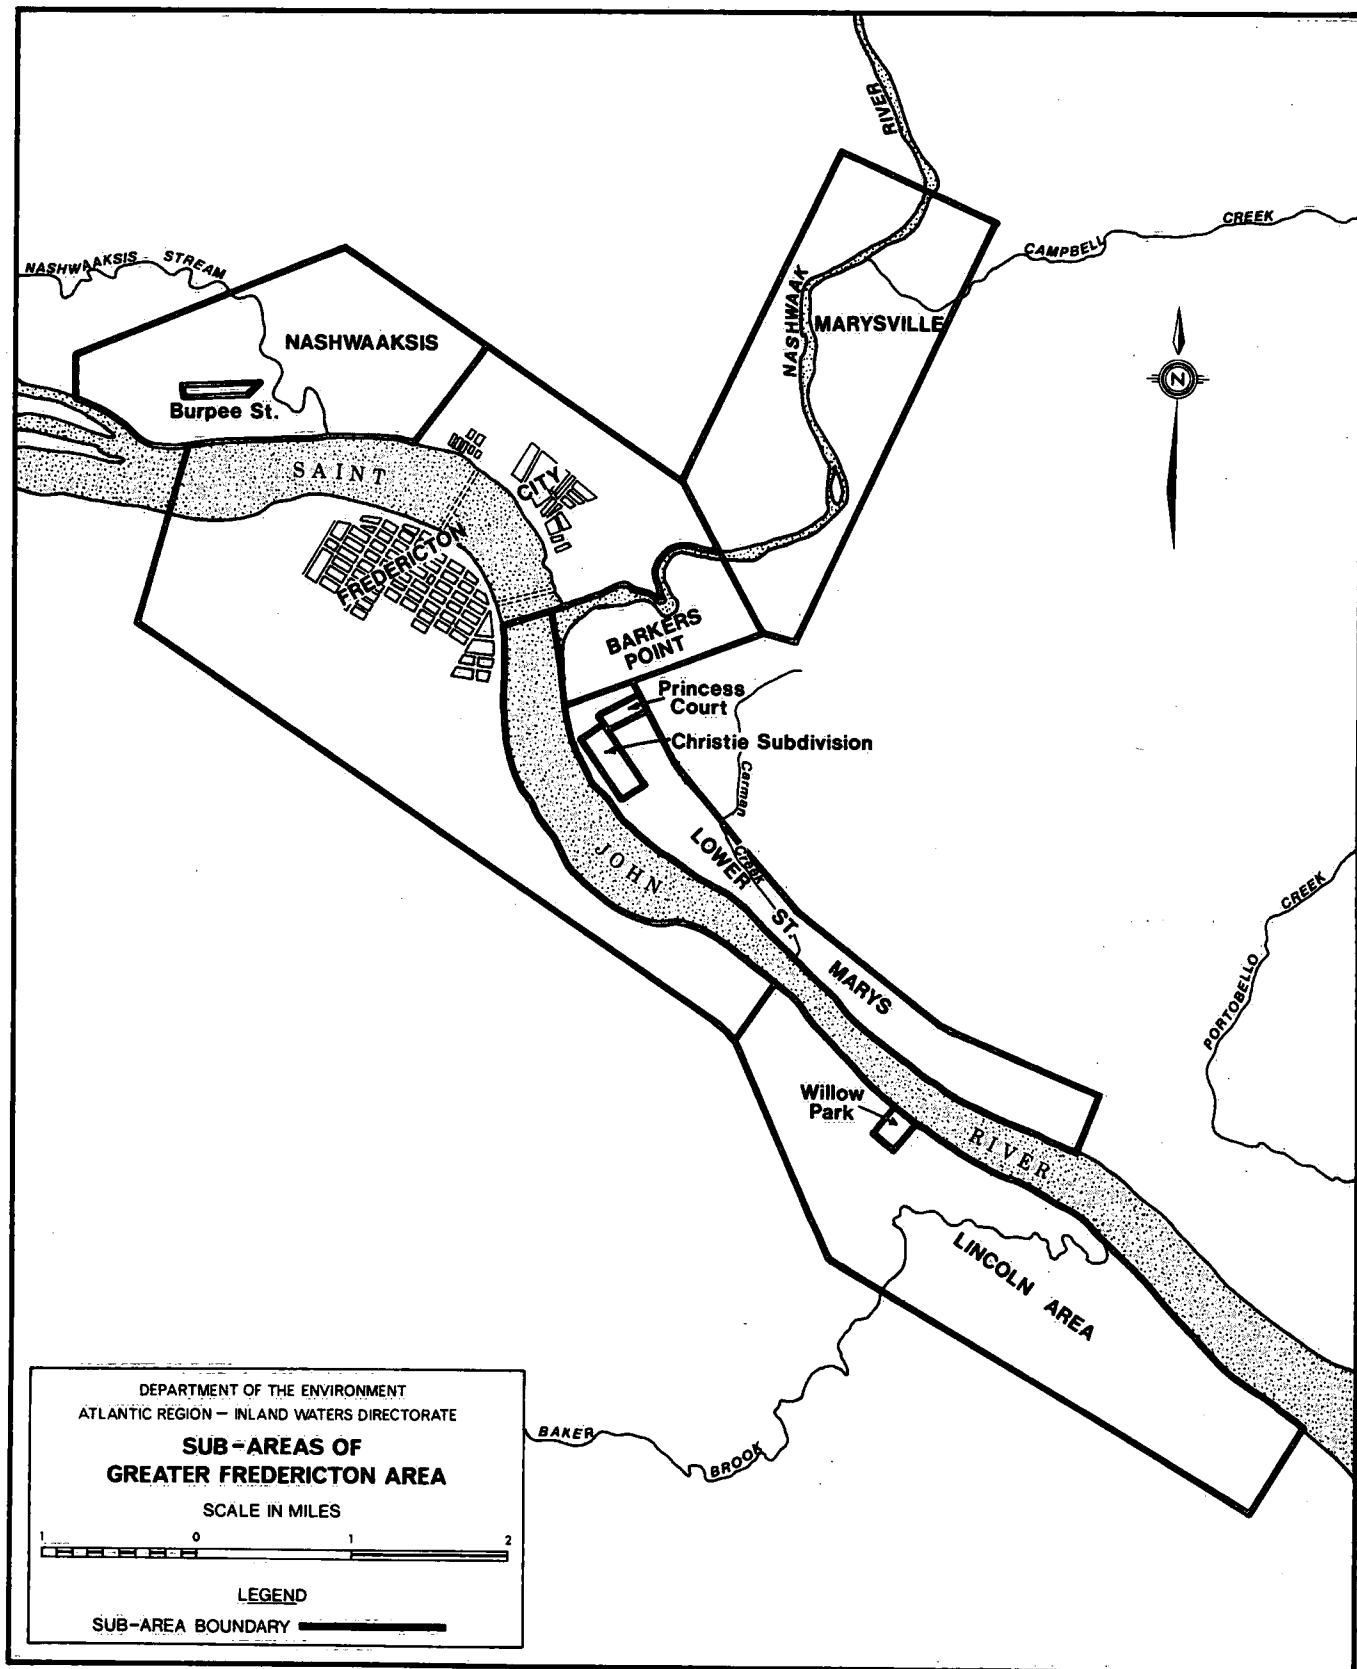 RIVER
NASHWAAKSIS STREAM
CAMPBELL CREEK
NASHWAAK
MARYSVILLE
NASHWAAKSIS
N
Burpee St.
SAINT
CITY
FREDERICTON
BARKERS
POINT
Princess
Court
Christie Subdivision
Carman
Creek
JOHN
LOWER
ST.
MARYS
PORTOBELLO CREEK
Willow
Park
RIVER
LINCOLN AREA
BAKER BROOK
DEPARTMENT OF THE ENVIRONMENT
ATLANTIC REGION – INLAND WATERS DIRECTORATE
SUB-AREAS OF
GREATER FREDERICTON AREA
SCALE IN MILES
1 0 1 2
LEGEND
SUB-AREA BOUNDARY